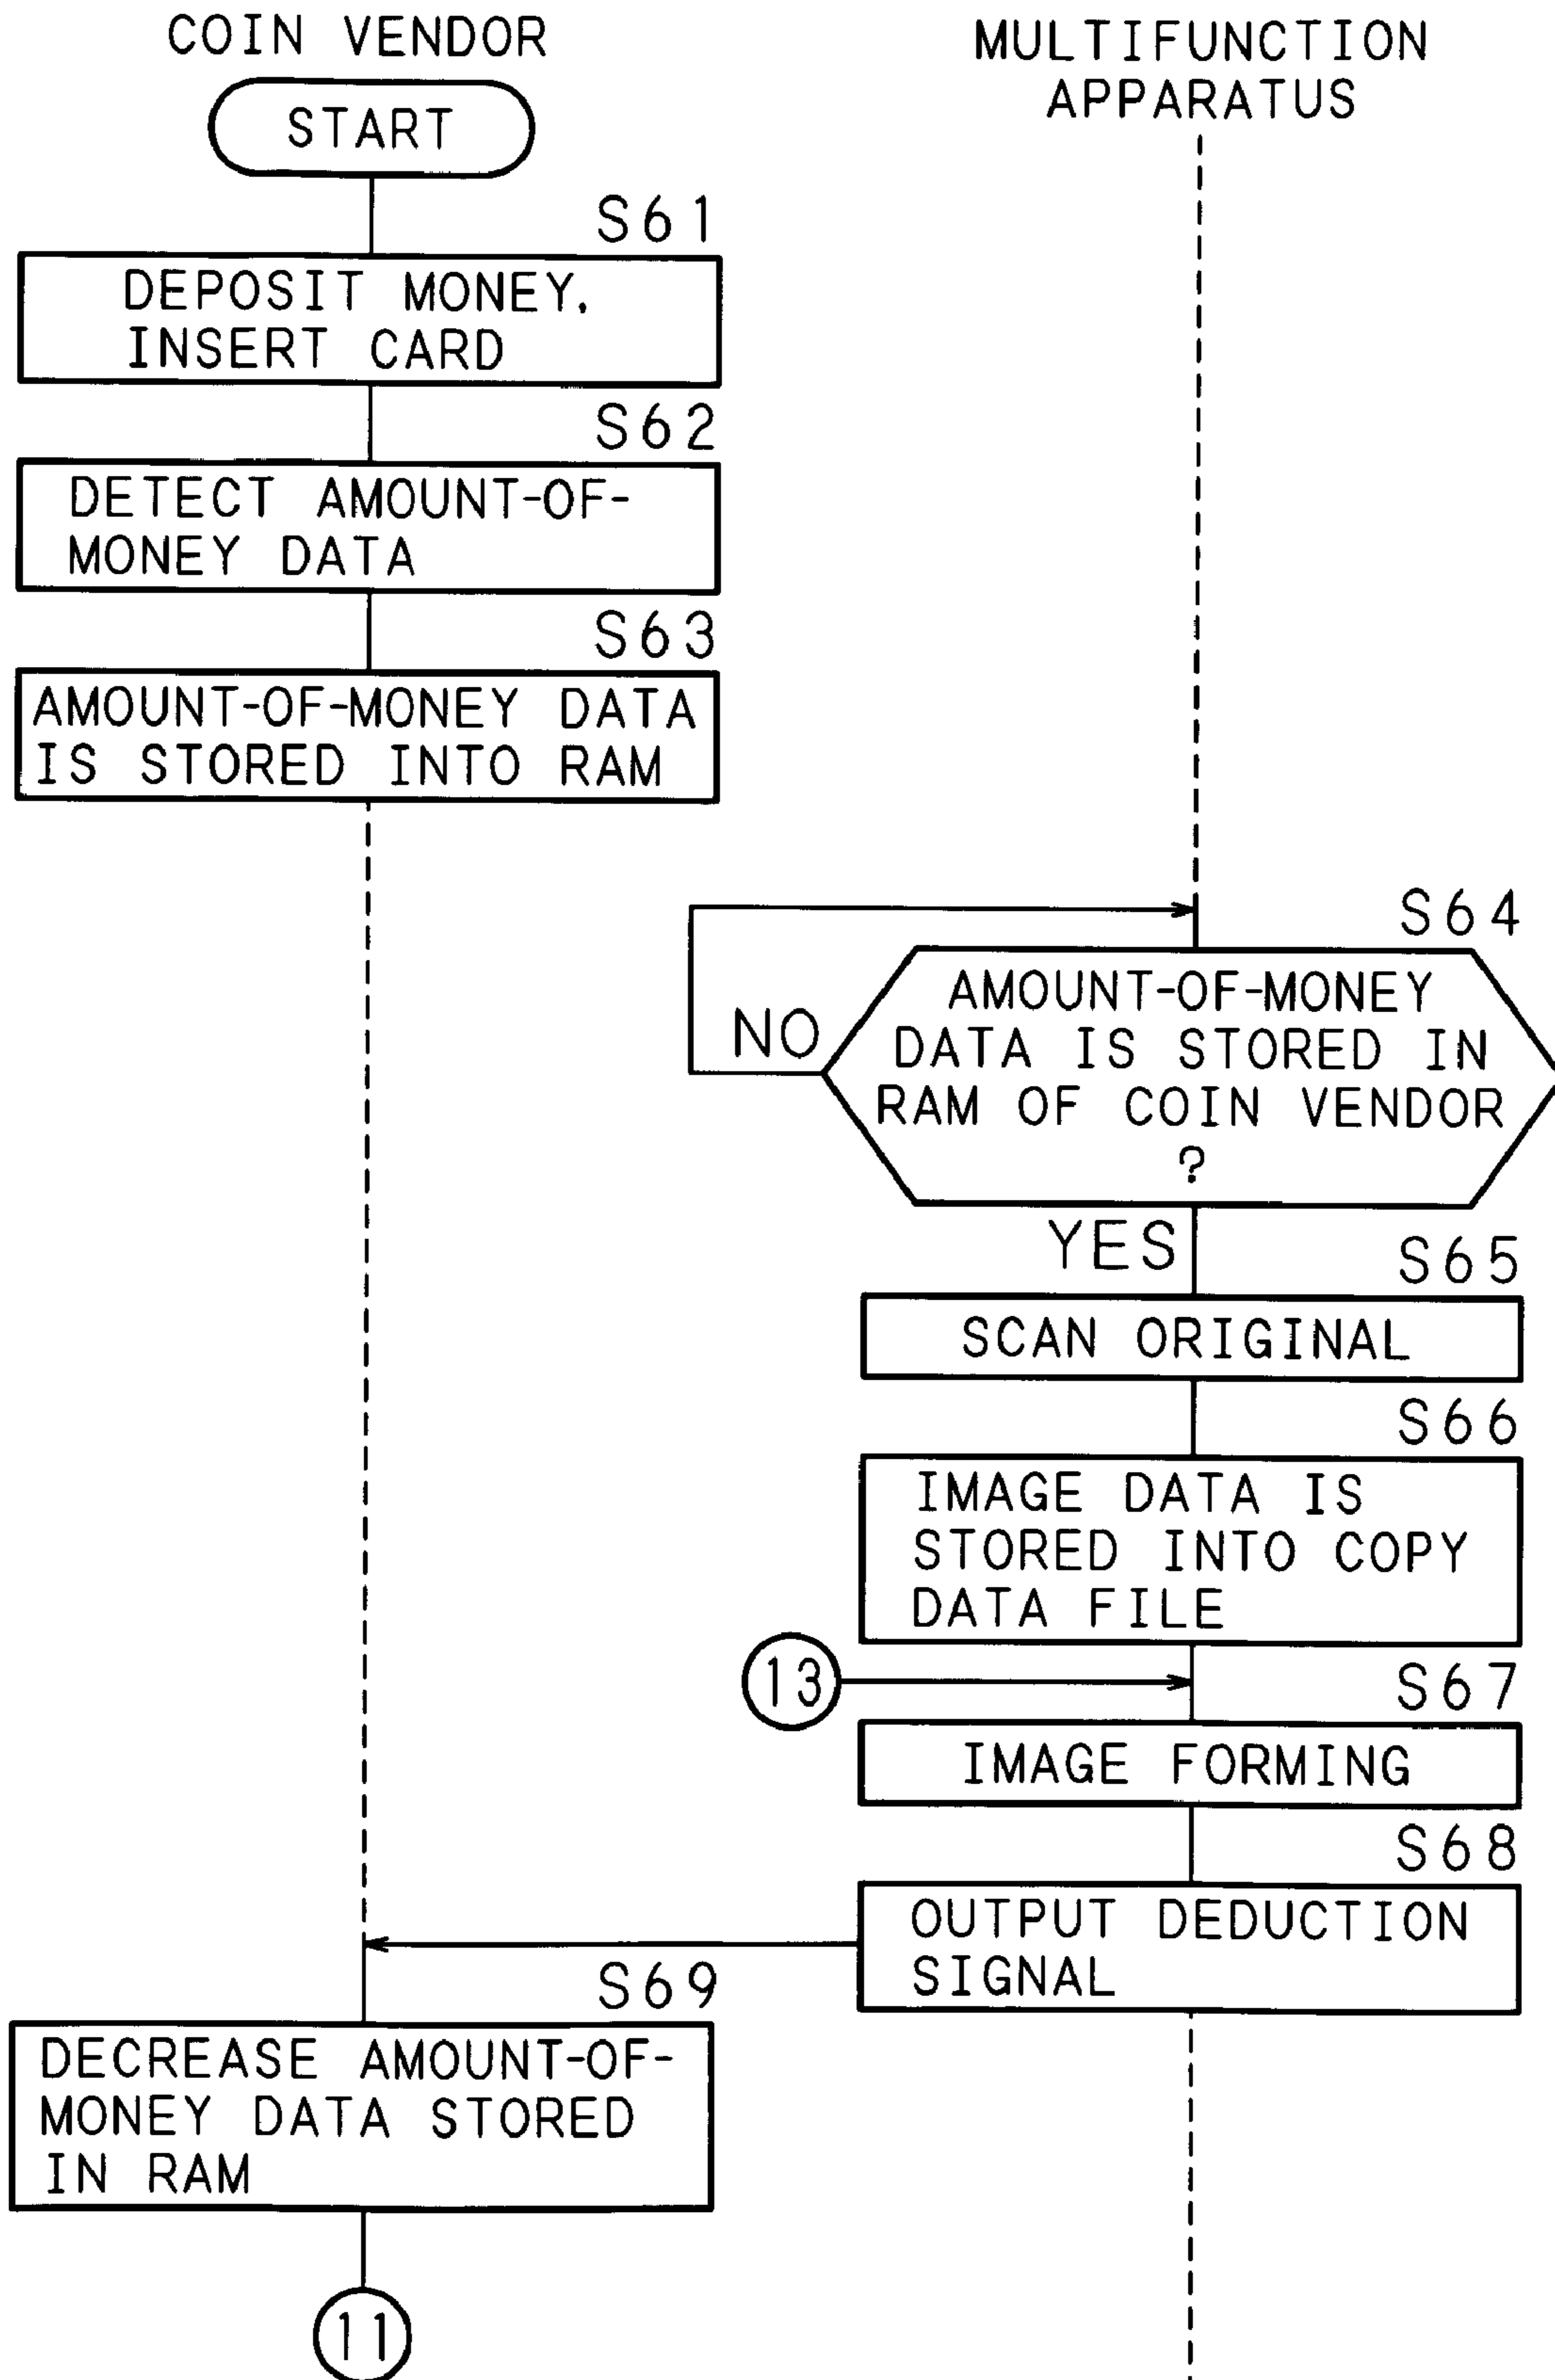 COIN VENDOR
MULTIFUNCTION
APPARATUS
START
S61
DEPOSIT MONEY.
INSERT CARD
S62
DETECT AMOUNT-OF-
MONEY DATA
S63
AMOUNT-OF-MONEY DATA
IS STORED INTO RAM
S64
AMOUNT-OF-MONEY
DATA IS STORED IN
RAM OF COIN VENDOR
?
NO
YES
S65
SCAN ORIGINAL
S66
IMAGE DATA IS
STORED INTO COPY
DATA FILE
13
S67
IMAGE FORMING
S68
OUTPUT DEDUCTION
SIGNAL
S69
DECREASE AMOUNT-OF-
MONEY DATA STORED
IN RAM
11